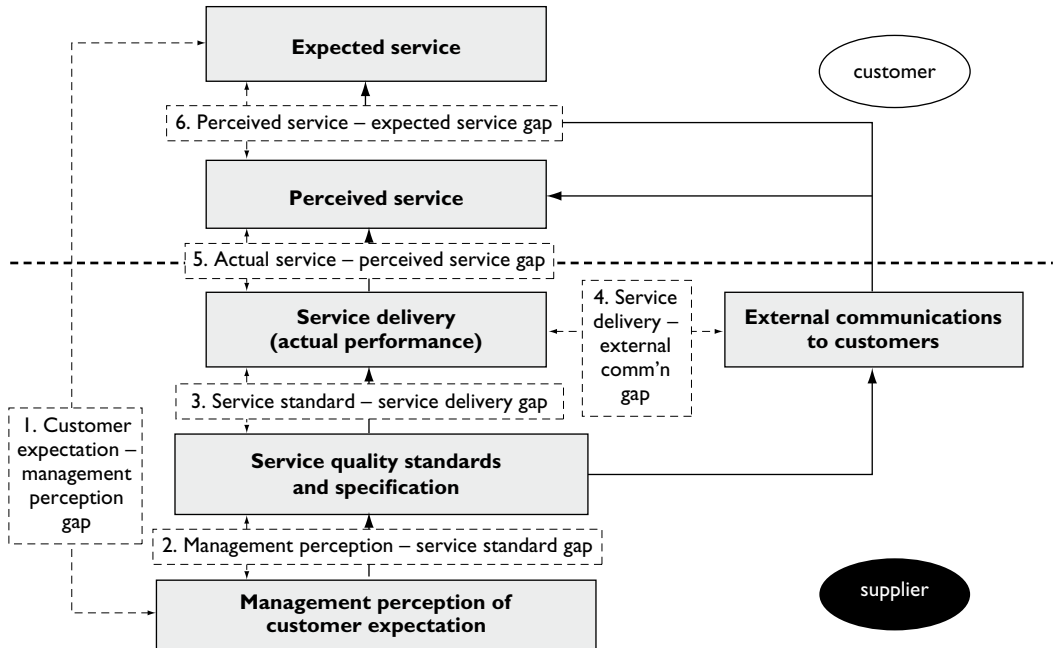 Expected service
customer
6. Perceived service – expected service gap
Perceived service
5. Actual service – perceived service gap
Service delivery
(actual performance)
4. Service
delivery –
external
comm’n
gap
External communications
to customers
3. Service standard – service delivery gap
1. Customer
expectation –
management
perception
gap
Service quality standards
and specification
2. Management perception – service standard gap
Management perception of
customer expectation
supplier